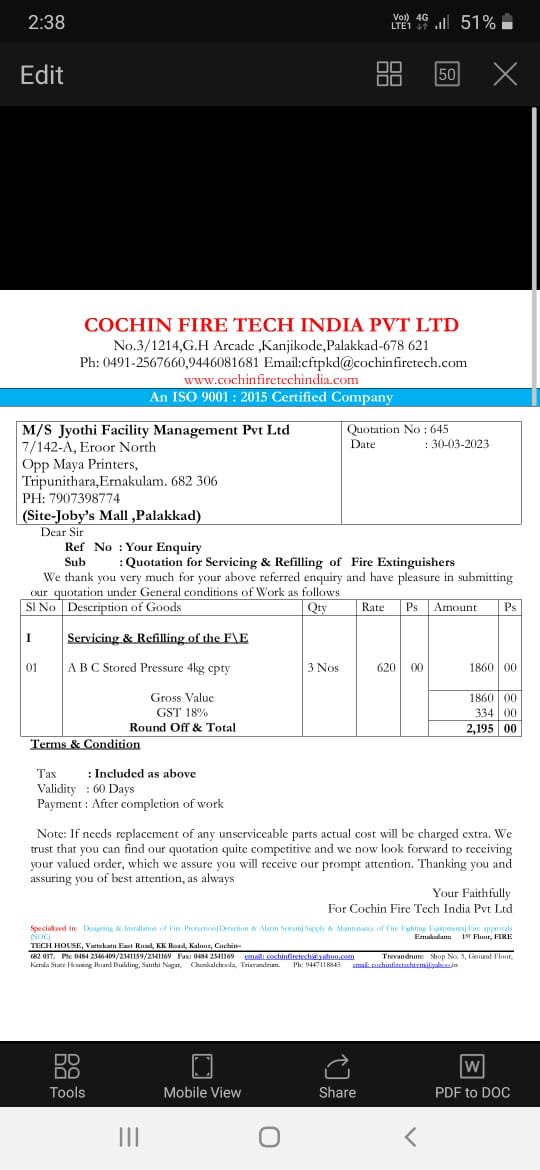 2:38
Vo) 4G
LTE1
51%
Edit
50
COCHIN FIRE TECH INDIA PVT LTD
No.3/1214,G.H Arcade ,Kanjikode,Palakkad-678 621
Ph: 0491-2567660,9446081681 Email:cftpkd@cochinfiretech.com
www.cochinfiretechindia.com
An ISO 9001 : 2015 Certified Company
M/S Jyothi Facility Management Pvt Ltd
7/142-A, Eroor North
Opp Maya Printers,
Tripunithara,Ernakulam. 682 306
PH: 7907398774
(Site-Joby's Mall ,Palakkad)
Quotation No : 645
Date : 30-03-2023
Dear Sir
Ref No : Your Enquiry
Sub : Quotation for Servicing & Refilling of Fire Extinguishers
We thank you very much for your above referred enquiry and have pleasure in submitting
our quotation under General conditions of Work as follows
Sl No Description of Goods Qty Rate Ps Amount Ps
I Servicing & Refilling of the F\E
01 A B C Stored Pressure 4kg cpty 3 Nos 620 00 1860 00
Gross Value 1860 00
GST 18% 334 00
Round Off & Total 2,195 00
Terms & Condition
Tax : Included as above
Validity : 60 Days
Payment : After completion of work
Note: If needs replacement of any unserviceable parts actual cost will be charged extra. We
trust that you can find our quotation quite competitive and we now look forward to receiving
your valued order, which we assure you will receive our prompt attention. Thanking you and
assuring you of best attention, as always
Your Faithfully
For Cochin Fire Tech India Pvt Ltd
Specialized in: Designing & Installation of Fire Protection|Detection & Alarm System|Supply & Maintenance of Fire Fighting Equipments|Fire approvals
(NOC) Ernakulam: 1ST Floor, FIRE
TECH HOUSE, Vattekatu East Road, KK Road, Kaloor, Cochin–
682 017. Ph: 0484 2346409/2341159/2341169 Fax: 0484 2341169 email: cochinfiretech@yahoo.com Trevandrum: Shop No. 5, Ground Floor,
Kerala State Housing Board Building, Santhi Nagar, Chenkalchoola, Trievandrum. Ph: 9447118845 email: cochinfiretechtvm@yahoo.in
Tools
Mobile View
Share
W
PDF to DOC